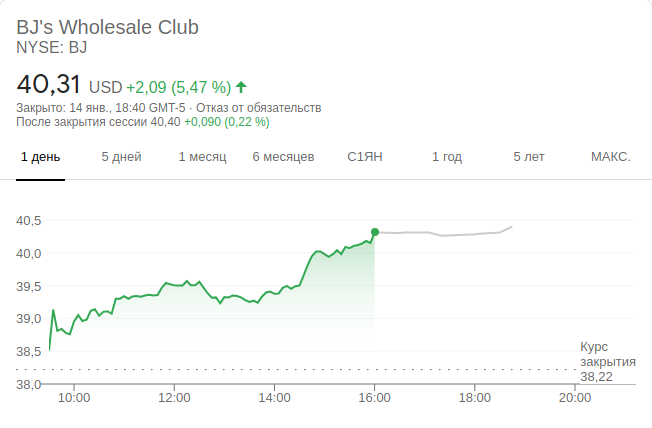 BJ's Wholesale Club
NYSE: BJ
40,31 USD +2,09 (5,47 %)
Закрыто: 14 янв., 18:40 GMT-5 · Отказ от обязательств
После закрытия сессии 40,40 +0,090 (0,22 %)
1 день 5 дней 1 месяц 6 месяцев С1ЯН 1 год 5 лет МАКС.
40,5
40,0
39,5
39,0
38,5
Курс
закрытия
38,22
38,0
10:00 12:00 14:00 16:00 18:00 20:00